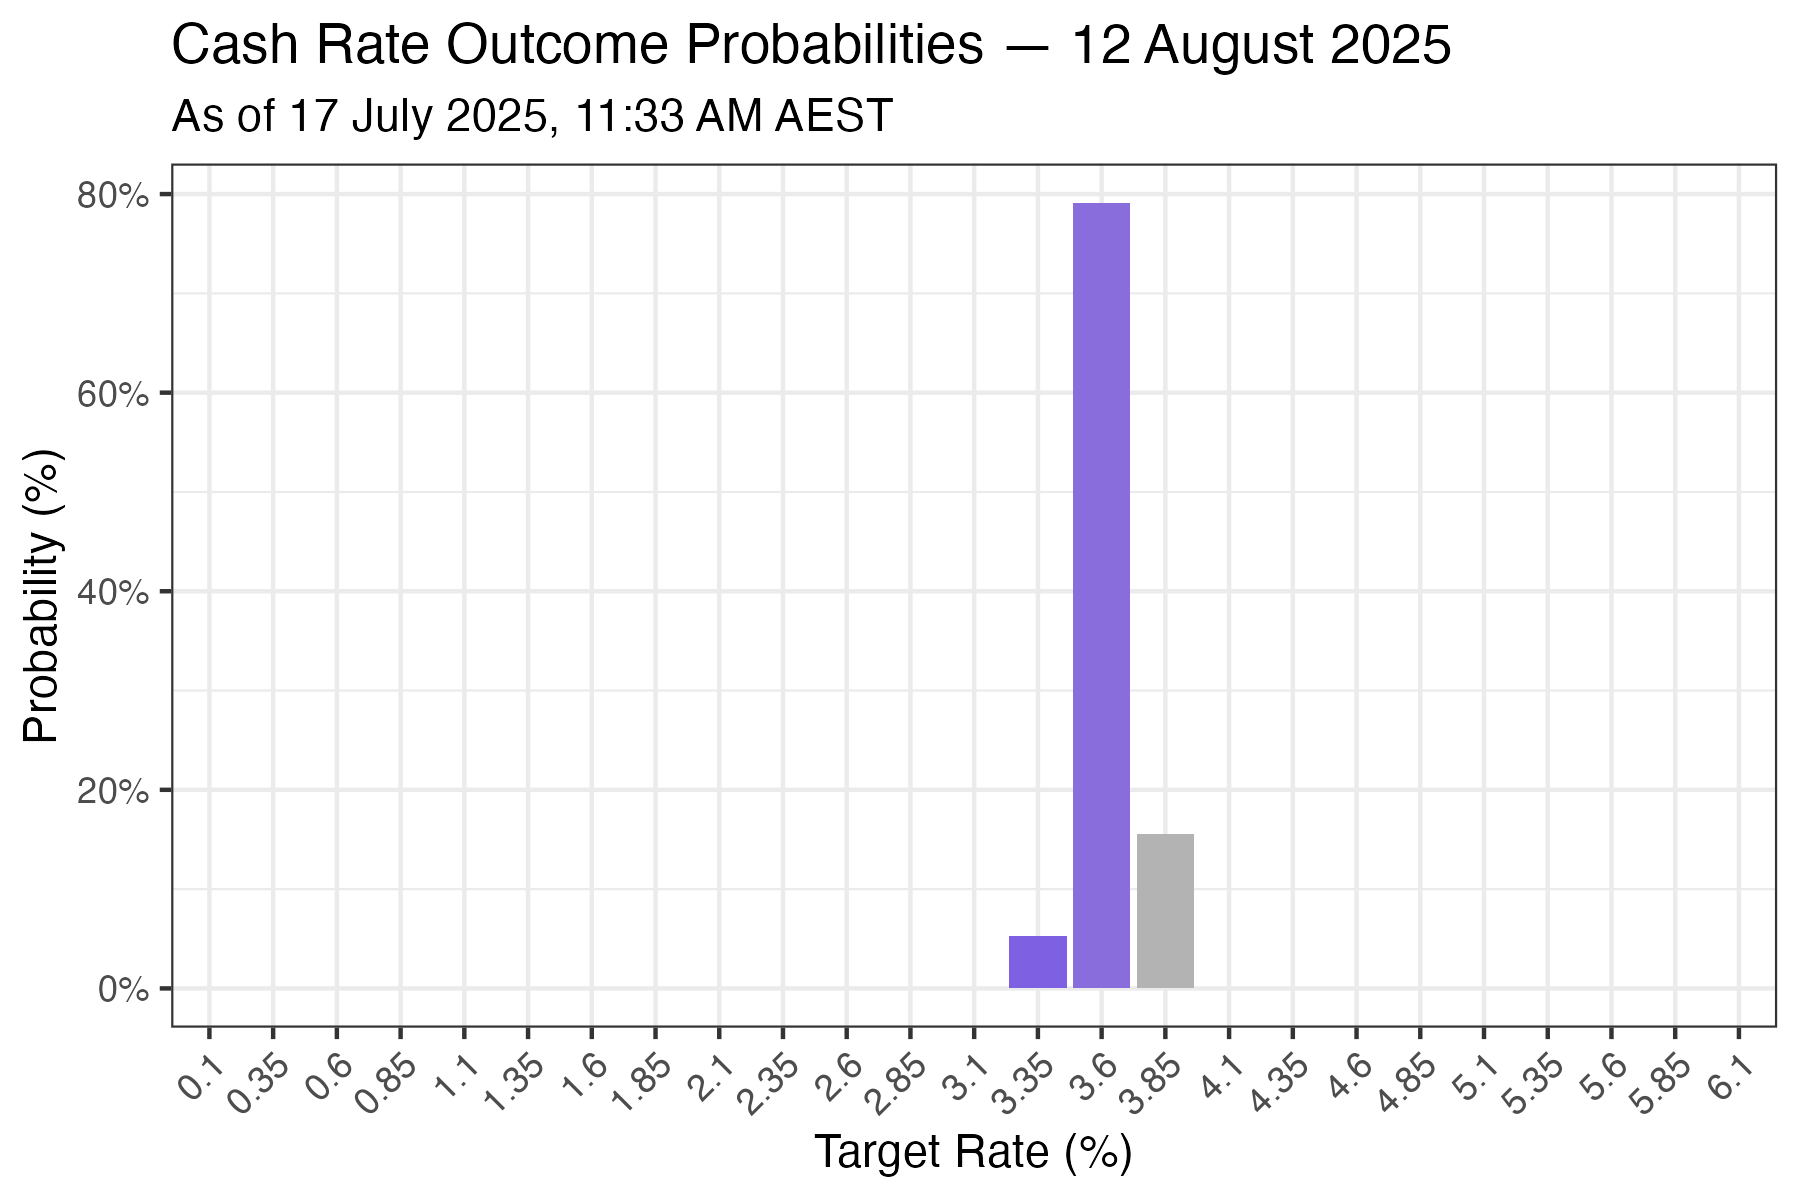 Cash Rate Outcome Probabilities — 12 August 2025
As of 17 July 2025, 11:33 AM AEST
Probability (%)
80%
60%
40%
20%
0%
0.1 0.35 0.6 0.85 1.1 1.35 1.6 1.85 2.1 2.35 2.6 2.85 3.1 3.35 3.6 3.85 4.1 4.35 4.6 4.85 5.1 5.35 5.6 5.85 6.1
Target Rate (%)